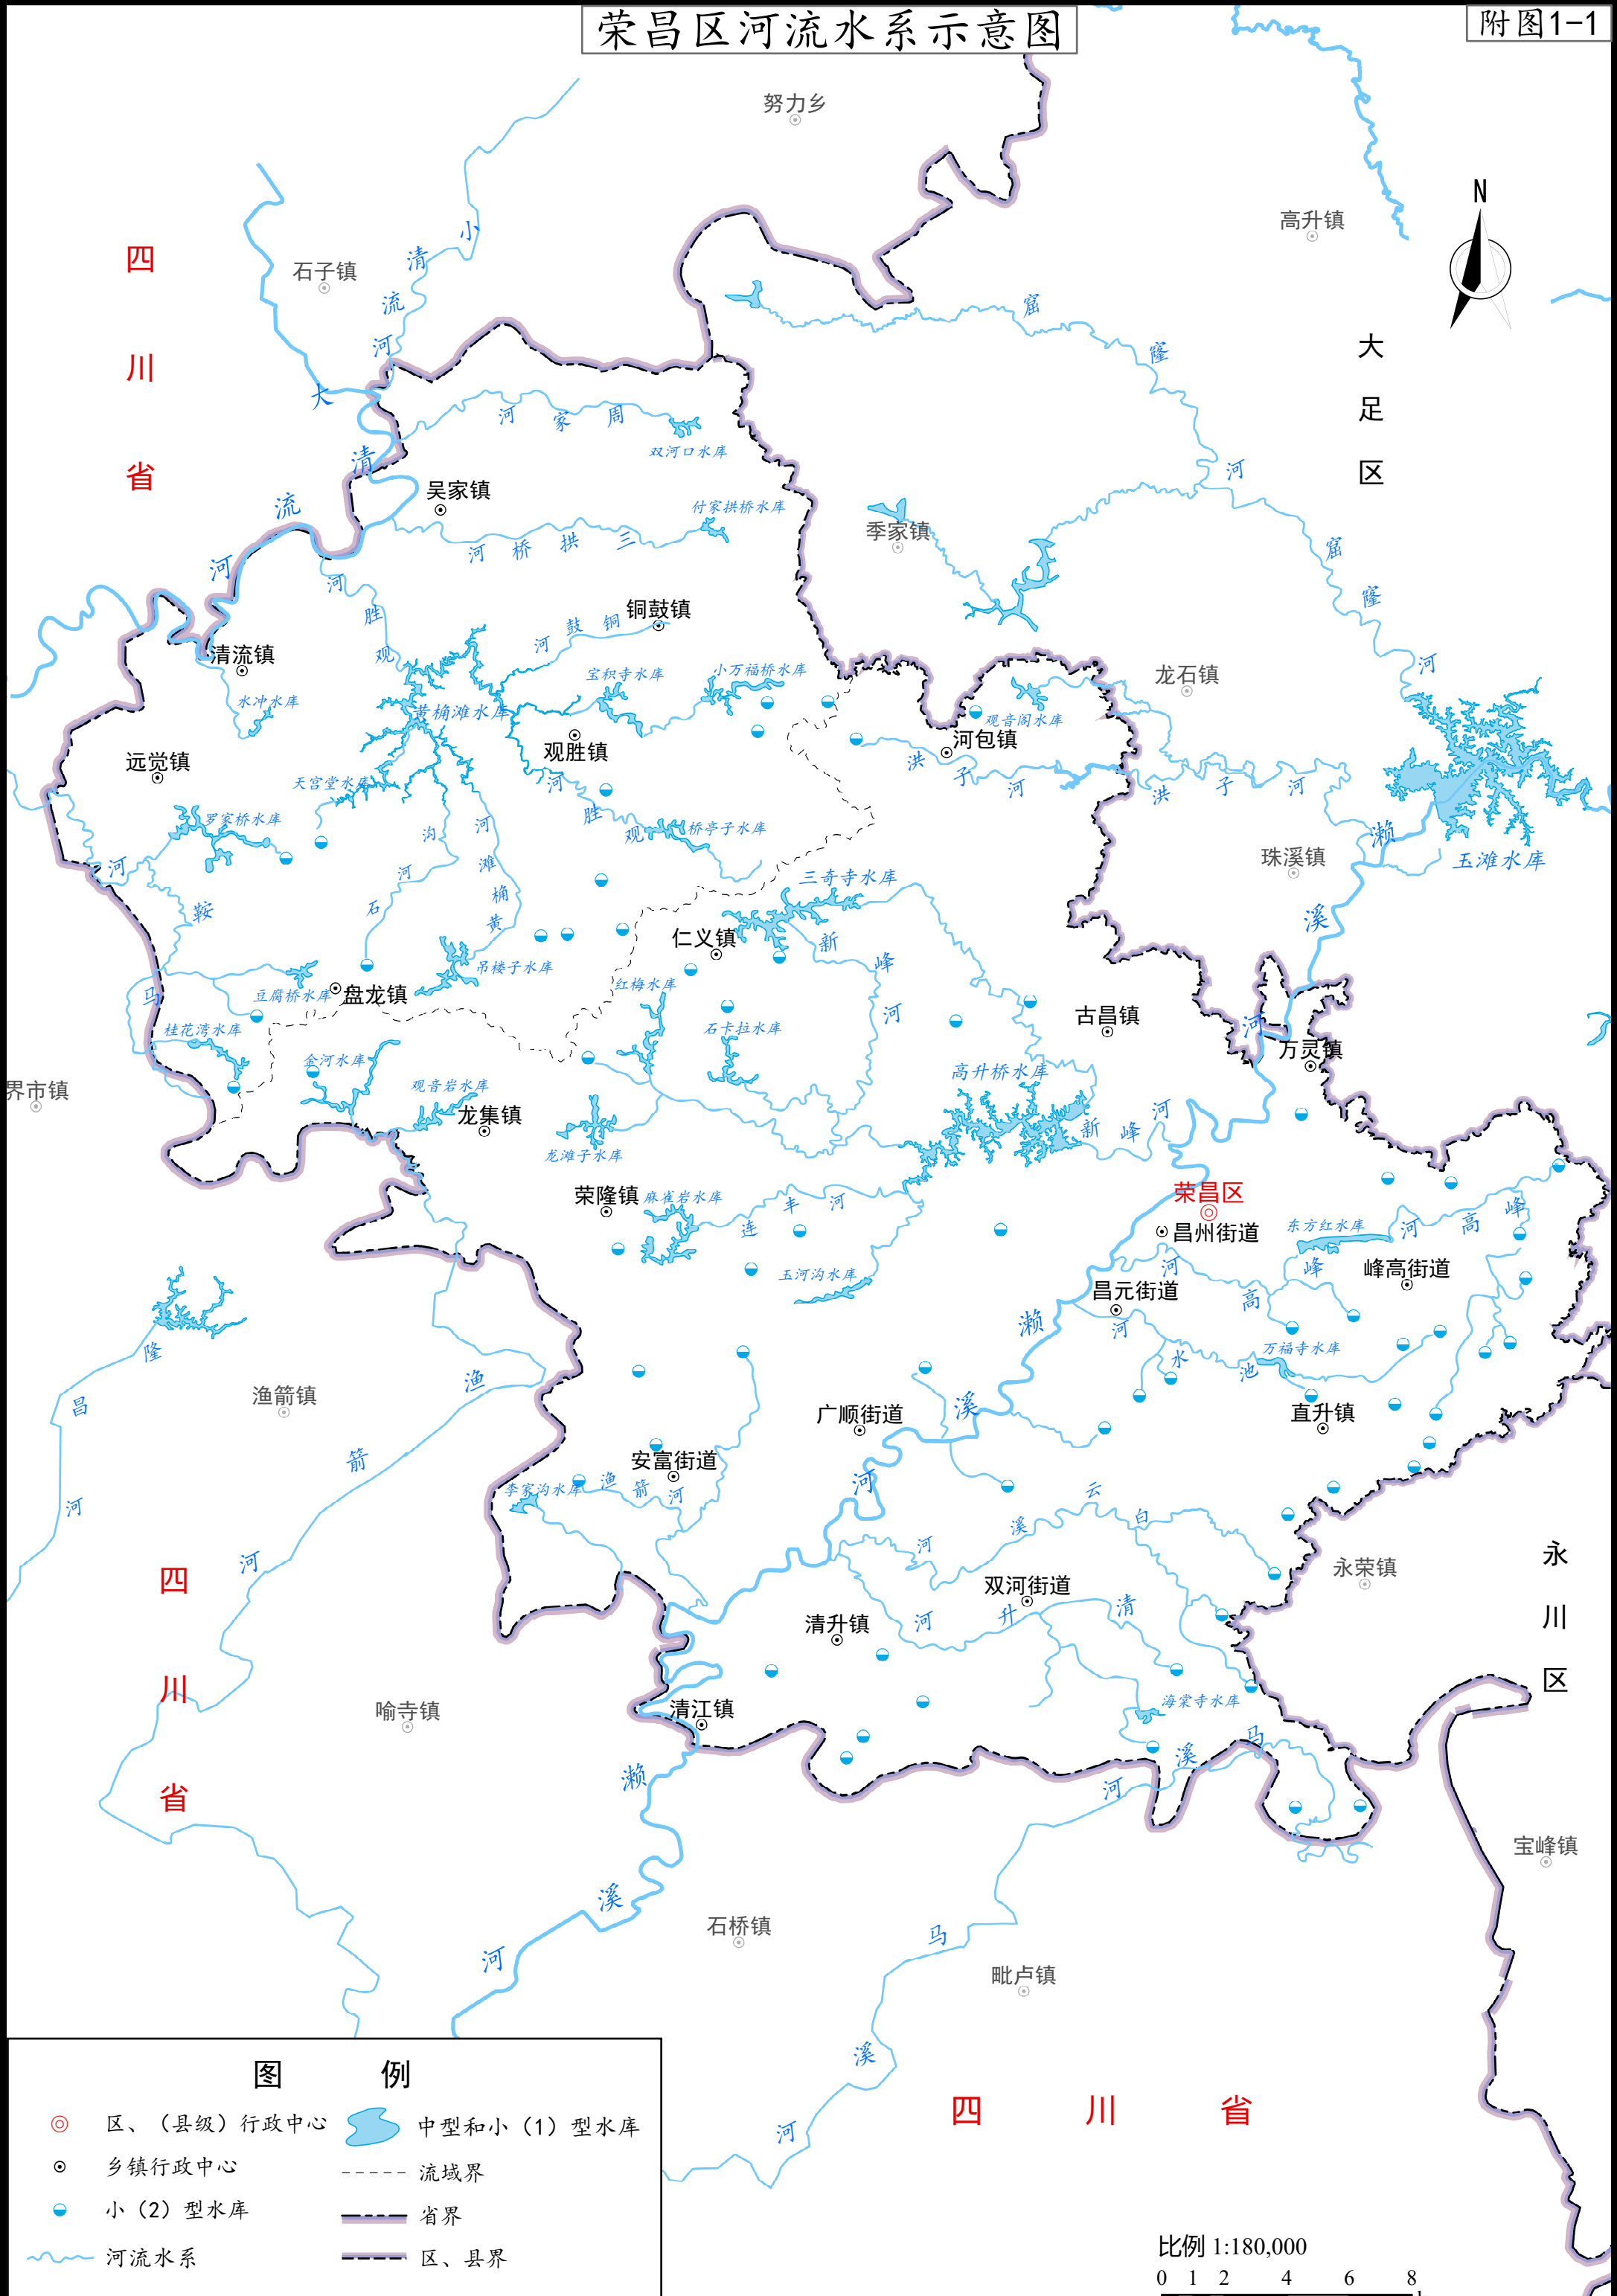 荣昌区河流水系示意图
附图1-1
努力乡
高升镇
N
四川省
石子镇
小清流河
大足区
窟窿河
大清流河
周家河
双河口水库
吴家镇
付家拱桥水库
三拱桥河
季家镇
窟窿河
铜鼓镇
铜鼓河
观胜河
清流镇
水冲水库
宝积寺水库
小万福桥水库
龙石镇
黄桷滩水库
观音阁水库
河包镇
观胜镇
远觉镇
天宫堂水库
洪子河
洪子河
罗家桥水库
观胜河
桥亭子水库
濑溪河
玉滩水库
珠溪镇
马鞍河
石河沟
黄桷滩河
三奇寺水库
仁义镇
新峰河
吊楼子水库
豆腐桥水库
盘龙镇
红梅水库
石卡拉水库
古昌镇
桂花湾水库
金河水库
万灵镇
界市镇
观音岩水库
高升桥水库
龙集镇
新峰河
龙滩子水库
荣隆镇
麻雀岩水库
连丰河
荣昌区
昌州街道
东方红水库
高峰河
峰高街道
玉河沟水库
昌元街道
峰高河
濑溪河
池水河
万福寺水库
隆昌河
渔箭镇
渔箭河
广顺街道
直升镇
安富街道
李家沟水库
渔箭河
白云溪河
永荣镇
永川区
四川省
双河街道
清升镇
清升河
清江镇
海棠寺水库
喻寺镇
马溪河
濑溪河
宝峰镇
石桥镇
毗卢镇
马溪河
四川省
图例
区、（县级）行政中心
中型和小（1）型水库
乡镇行政中心
流域界
小（2）型水库
省界
河流水系
区、县界
比例 1:180,000
0 1 2 4 6 8